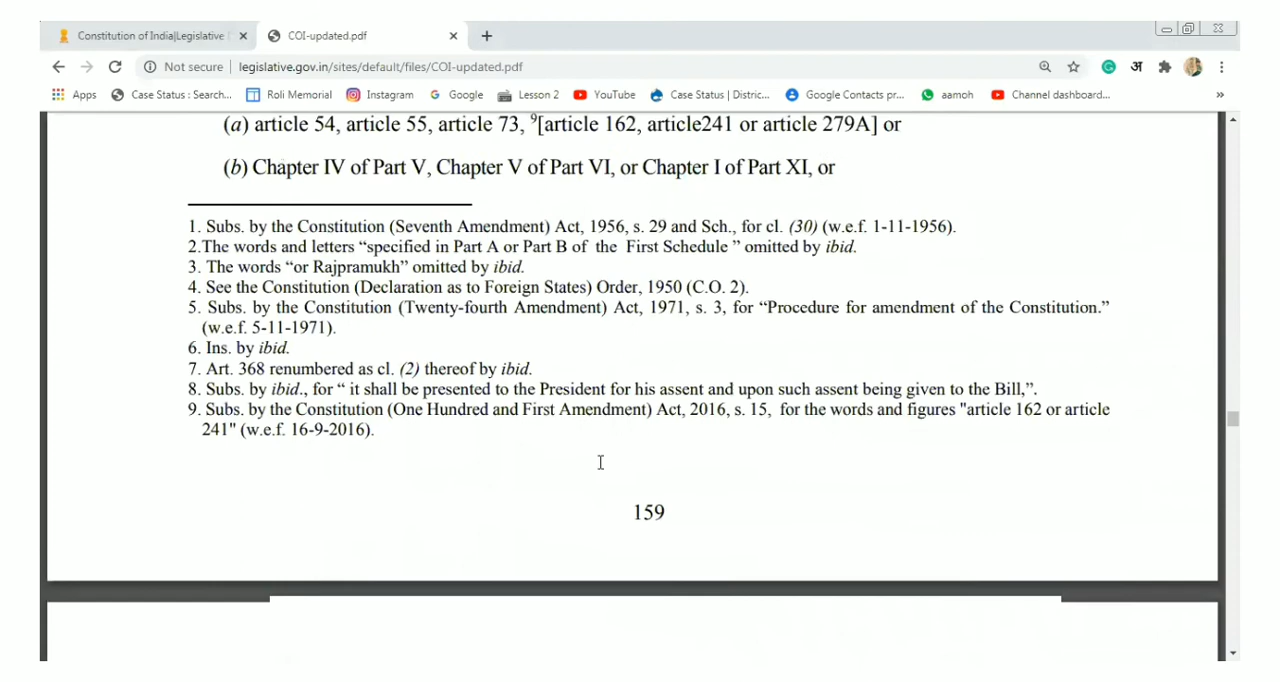 Constitution of India|Legislative
COI-updated.pdf
Not secure | legislative.gov.in/sites/default/files/COI-updated.pdf
अ
Apps Case Status : Search... Roli Memorial Instagram Google Lesson 2 YouTube Case Status | Distric... Google Contacts pr... aamoh Channel dashboard... »
(a) article 54, article 55, article 73, 9[article 162, article241 or article 279A] or
(b) Chapter IV of Part V, Chapter V of Part VI, or Chapter I of Part XI, or
1. Subs. by the Constitution (Seventh Amendment) Act, 1956, s. 29 and Sch., for cl. (30) (w.e.f. 1-11-1956).
2.The words and letters “specified in Part A or Part B of the First Schedule ” omitted by ibid.
3. The words “or Rajpramukh” omitted by ibid.
4. See the Constitution (Declaration as to Foreign States) Order, 1950 (C.O. 2).
5. Subs. by the Constitution (Twenty-fourth Amendment) Act, 1971, s. 3, for “Procedure for amendment of the Constitution.”
(w.e.f. 5-11-1971).
6. Ins. by ibid.
7. Art. 368 renumbered as cl. (2) thereof by ibid.
8. Subs. by ibid., for “ it shall be presented to the President for his assent and upon such assent being given to the Bill,”.
9. Subs. by the Constitution (One Hundred and First Amendment) Act, 2016, s. 15, for the words and figures "article 162 or article
241" (w.e.f. 16-9-2016).
159